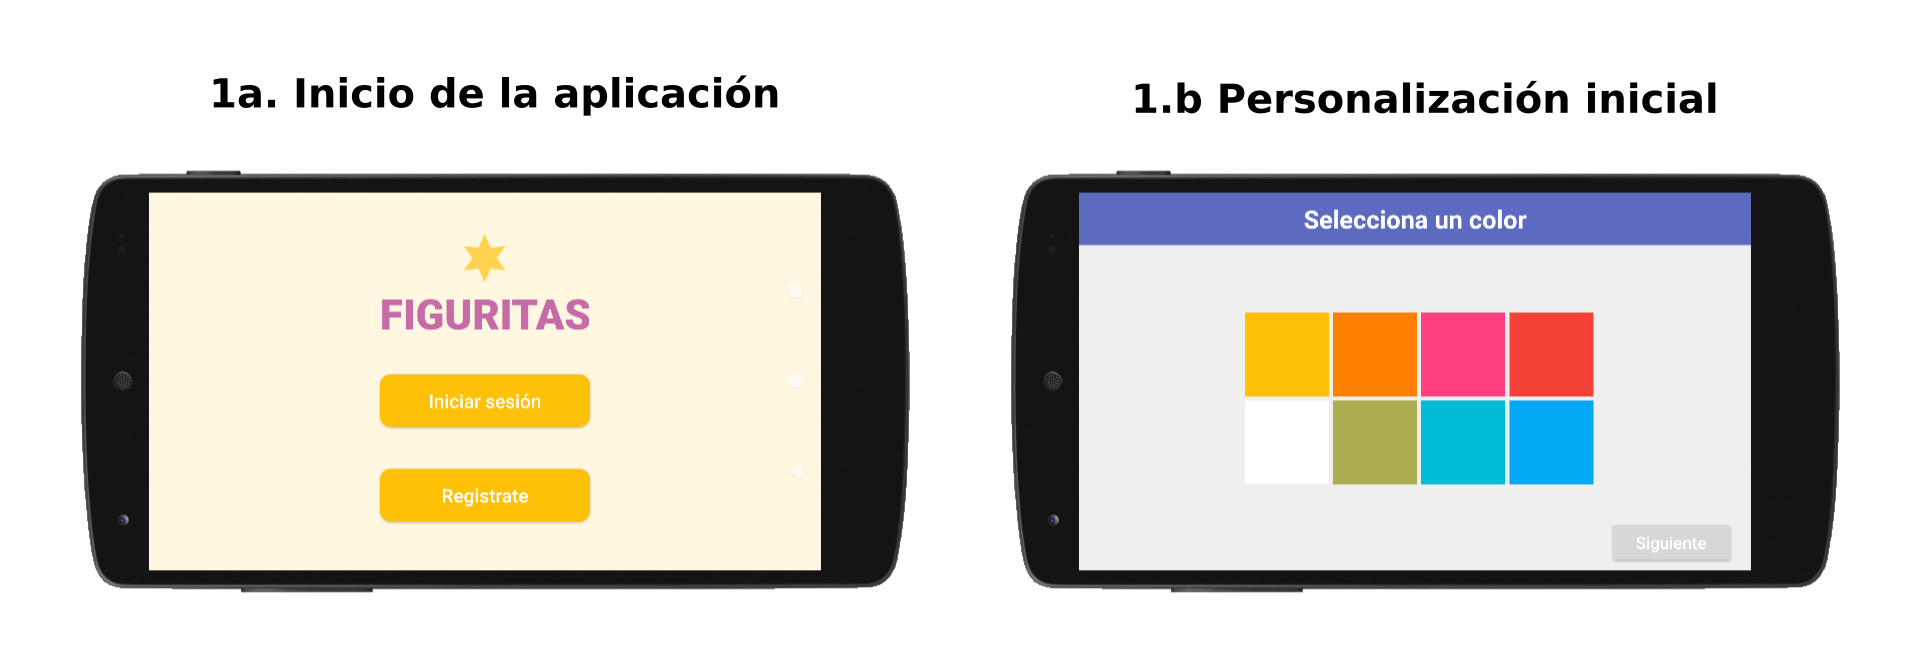 1a. Inicio de la aplicación
FIGURITAS
Iniciar sesión
Registrate
1.b Personalización inicial
Selecciona un color
Siguiente